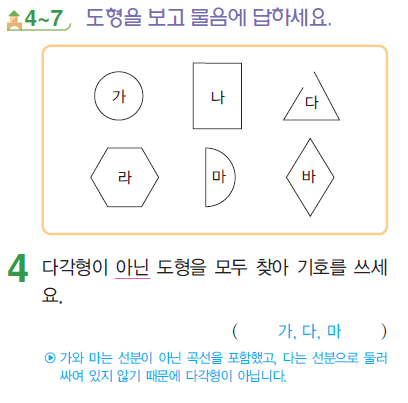 4~7 도형을 보고 물음에 답하세요.
가
나
다
라
마
바
4 다각형이 아닌 도형을 모두 찾아 기호를 쓰세
요.
( 가, 다, 마 )
가와 마는 선분이 아닌 곡선을 포함했고, 다는 선분으로 둘러
싸여 있지 않기 때문에 다각형이 아닙니다.